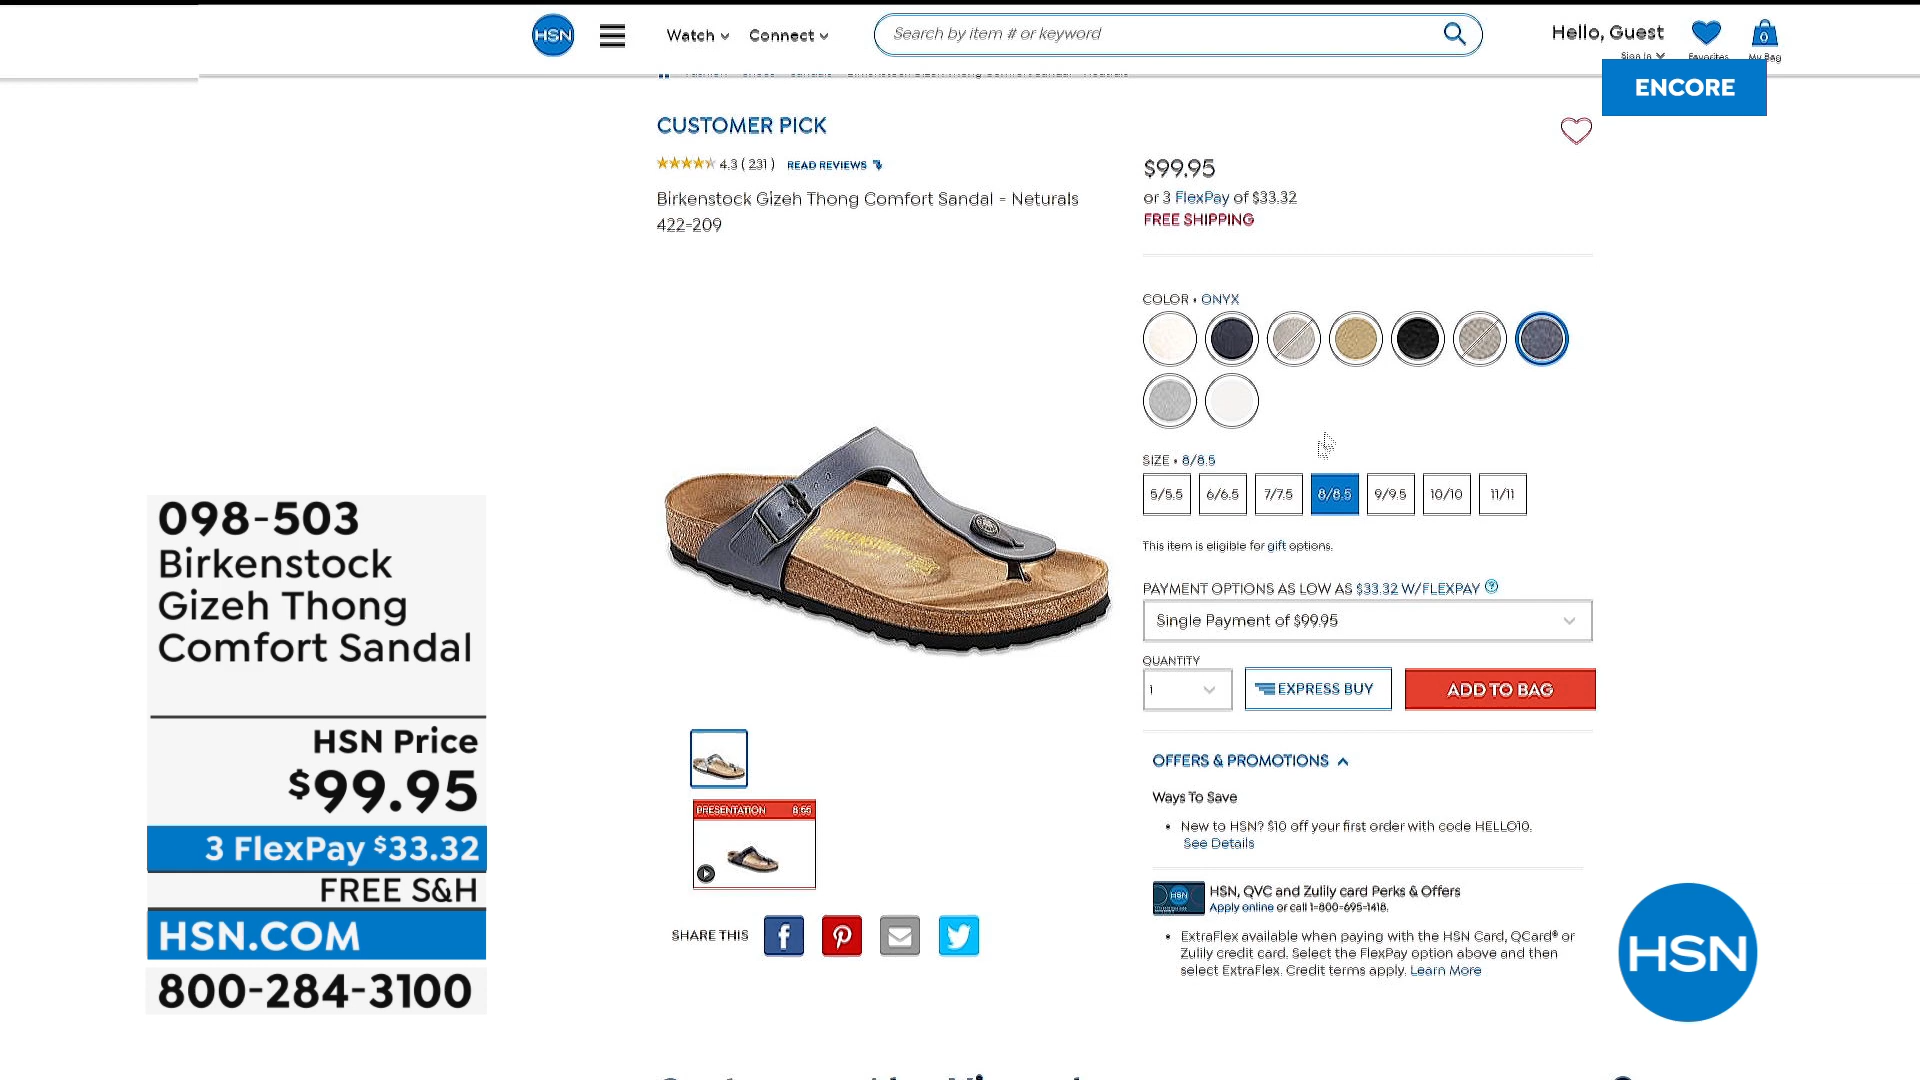 HSN
Watch
Connect
Search by item # or keyword
Hello, Guest
Sign In
Favorites
0
My Bag
ENCORE
CUSTOMER PICK
4.3 ( 231 ) READ REVIEWS
Birkenstock Gizeh Thong Comfort Sandal - Neturals
422-209
$99.95
or 3 FlexPay of $33.32
FREE SHIPPING
COLOR • ONYX
SIZE • 8/8.5
5/5.5 6/6.5 7/7.5 8/8.5 9/9.5 10/10 11/11
This item is eligible for gift options.
PAYMENT OPTIONS AS LOW AS $33.32 W/FLEXPAY ?
Single Payment of $99.95
QUANTITY
1
EXPRESS BUY
ADD TO BAG
OFFERS & PROMOTIONS
Ways To Save
• New to HSN? $10 off your first order with code HELLO10.
See Details
HSN
HSN, QVC and Zulily card Perks & Offers
Apply online or call 1-800-695-1418.
• ExtraFlex available when paying with the HSN Card, QCard® or
Zulily credit card. Select the FlexPay option above and then
select ExtraFlex. Credit terms apply. Learn More
PRESENTATION 8:55
SHARE THIS
098-503
Birkenstock
Gizeh Thong
Comfort Sandal
HSN Price
$99.95
3 FlexPay $33.32
FREE S&H
HSN.COM
800-284-3100
HSN